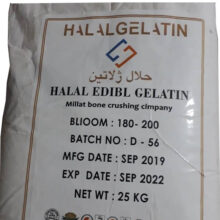 HALALGELATIN
حلال ژلاتین
HALAL EDIBL GELATIN
Millat bone crushing cimpany
BLIOOM : 180- 200
BATCH NO : D - 56
MFG DATE : SEP 2019
EXP DATE : SEP 2022
NET WT : 25 KG